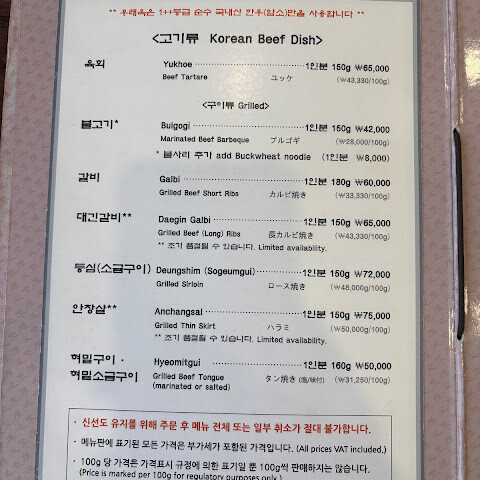 ** 우래옥은 1++등급 순수 국내산 한우(암소)만을 사용합니다 **
<고기류 Korean Beef Dish>
육회 Yukhoe 1인분 150g ₩65,000
Beef Tartare ユッケ (₩43,330/100g)
<구이류 Grilled>
불고기* Bulgogi 1인분 150g ₩42,000
Marinated Beef Barbeque プルゴギ (₩28,000/100g)
* 불사리 추가 add Buckwheat noodle (1인분 ₩8,000)
갈비 Galbi 1인분 180g ₩60,000
Grilled Beef Short Ribs カルビ焼き (₩33,330/100g)
대긴갈비** Daegin Galbi 1인분 150g ₩65,000
Grilled Beef (Long) Ribs 長カルビ焼き (₩43,330/100g)
** 조기 품절될 수 있습니다. Limited availability.
등심(소금구이) Deungshim (Sogeumgui) 1인분 150g ₩72,000
Grilled Sirloin ロース焼き (₩48,000g/100g)
안창살** Anchangsal 1인분 150g ₩75,000
Grilled Thin Skirt ハラミ (₩50,000g/100g)
** 조기 품절될 수 있습니다. Limited availability.
혀밑구이 · Hyeomitgui 1인분 160g ₩50,000
혀밑소금구이 Grilled Beef Tongue タン焼き (塩/味付) (₩31,250/100g)
(marinated or salted)
· 신선도 유지를 위해 주문 후 메뉴 전체 또는 일부 취소가 절대 불가합니다.
· 메뉴판에 표기된 모든 가격은 부가세가 포함된 가격입니다. (All prices VAT included.)
· 100g 당 가격은 가격표시 규정에 의한 표기일 뿐 100g씩 판매하지는 않습니다.
(Price is marked per 100g for regulatory purposes only.)